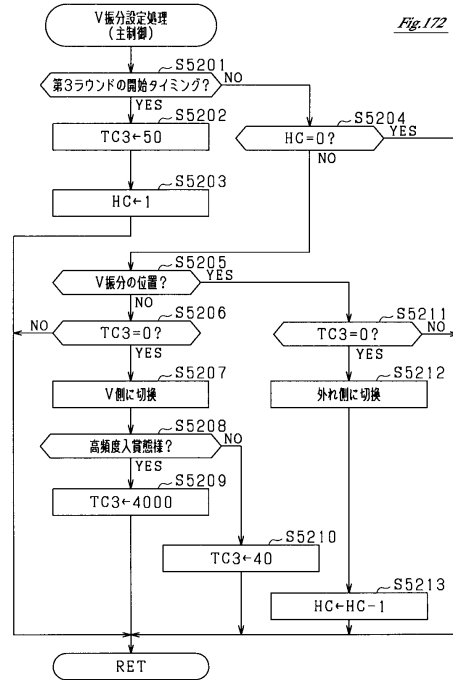 V振分設定処理
(主制御)
Fig.172
S5201
第3ラウンドの開始タイミング?
NO
YES
S5202
TC3←50
S5204
HC=0?
YES
NO
S5203
HC←1
S5205
V振分の位置?
YES
NO
S5206
NO
TC3=0?
YES
S5211
TC3=0?
NO
YES
S5207
V側に切換
S5212
外れ側に切換
S5208
高頻度入賞態様?
NO
YES
S5209
TC3←4000
S5210
TC3←40
S5213
HC←HC-1
RET